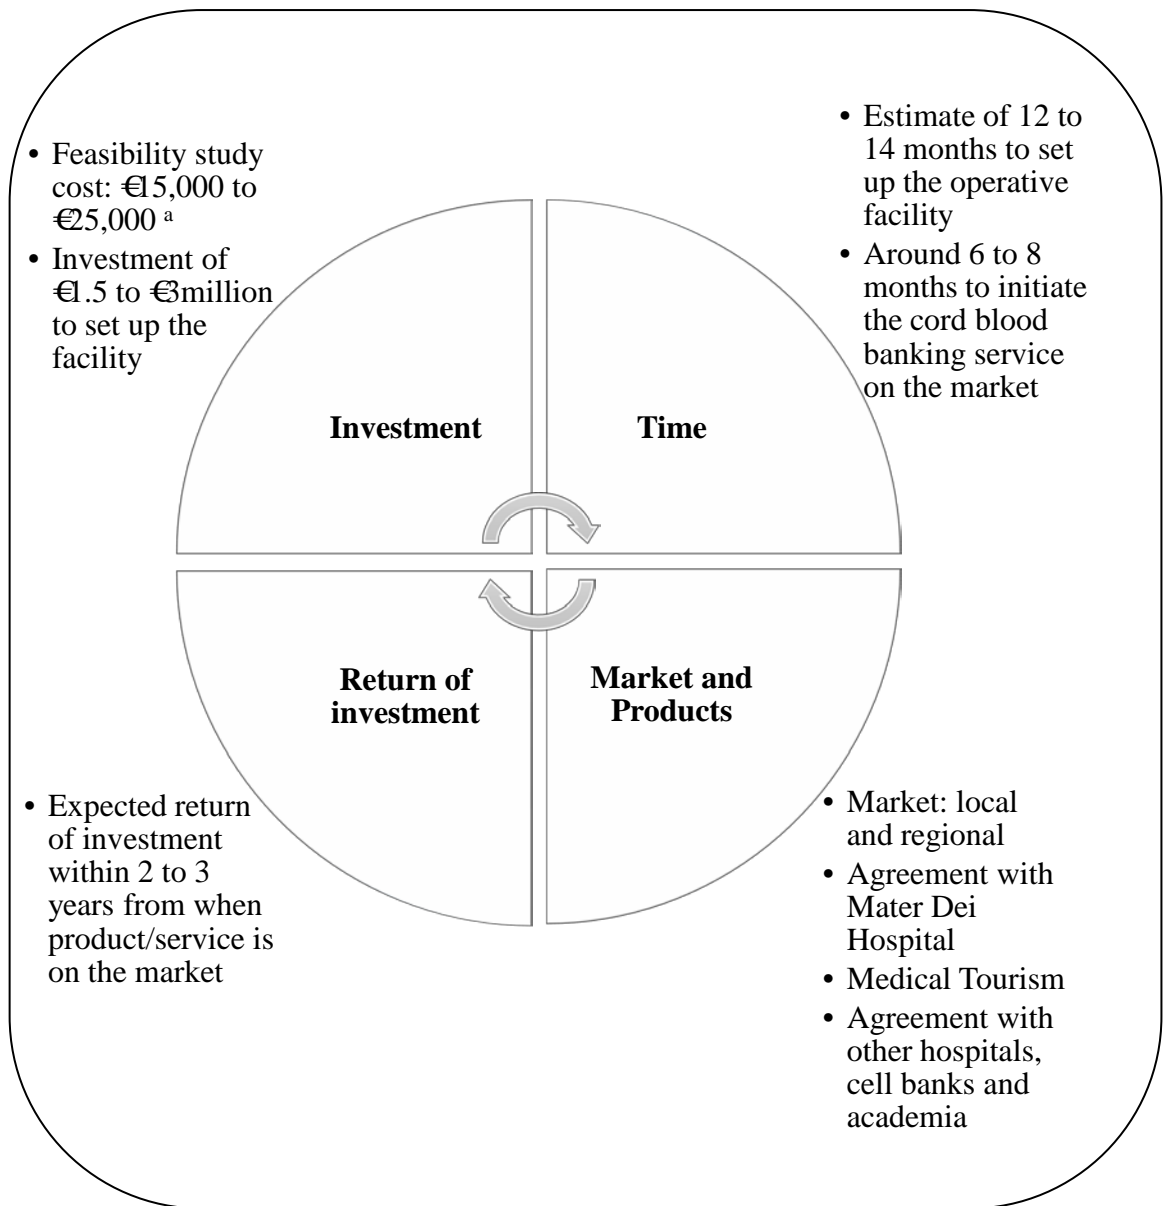 • Feasibility study
cost: €15,000 to
€25,000 ᵃ
• Investment of
€1.5 to €3million
to set up the
facility
• Estimate of 12 to
14 months to set
up the operative
facility
• Around 6 to 8
months to initiate
the cord blood
banking service
on the market
Investment
Time
Return of
investment
Market and
Products
• Expected return
of investment
within 2 to 3
years from when
product/service is
on the market
• Market: local
and regional
• Agreement with
Mater Dei
Hospital
• Medical Tourism
• Agreement with
other hospitals,
cell banks and
academia